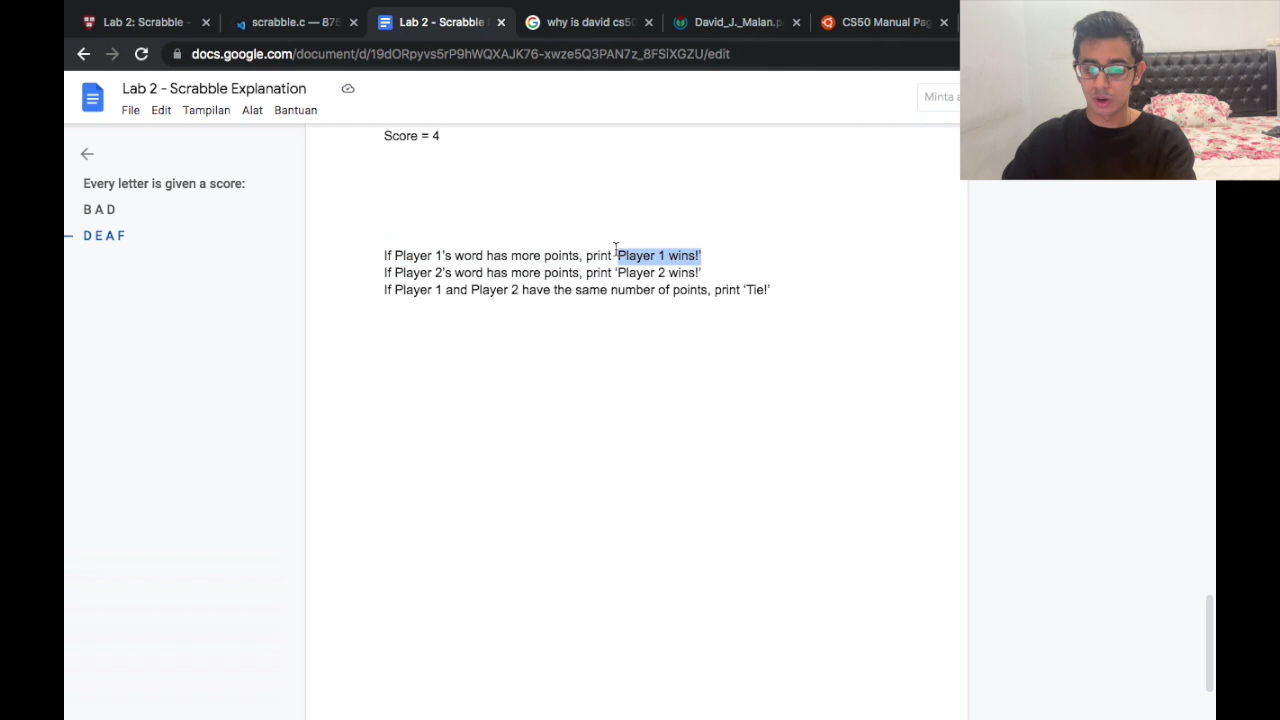 Lab 2: Scrabble -
scrabble.c — 875
Lab 2 - Scrabble
why is david cs50
David_J._Malan.p
CS50 Manual Pag
docs.google.com/document/d/19dORpyvs5rP9hWQXAJK76-xwze5Q3PAN7z_8FSlXGZU/edit
Lab 2 - Scrabble Explanation
File Edit Tampilan Alat Bantuan
Minta a
Score = 4
Every letter is given a score:
B A D
D E A F
If Player 1’s word has more points, print ‘Player 1 wins!’
If Player 2’s word has more points, print ‘Player 2 wins!’
If Player 1 and Player 2 have the same number of points, print ‘Tie!’